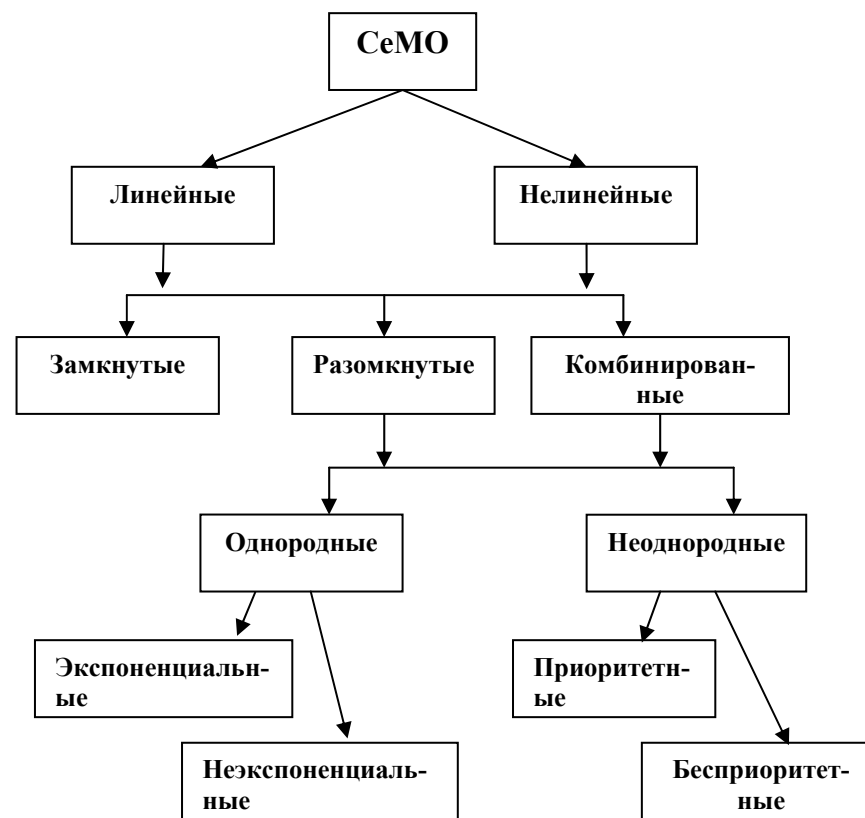 СеМО
Линейные
Нелинейные
Замкнутые
Разомкнутые
Комбинирован-
ные
Однородные
Неоднородные
Экспоненциальн-
ые
Приоритетн-
ые
Неэкспоненциаль-
ные
Бесприоритет-
ные